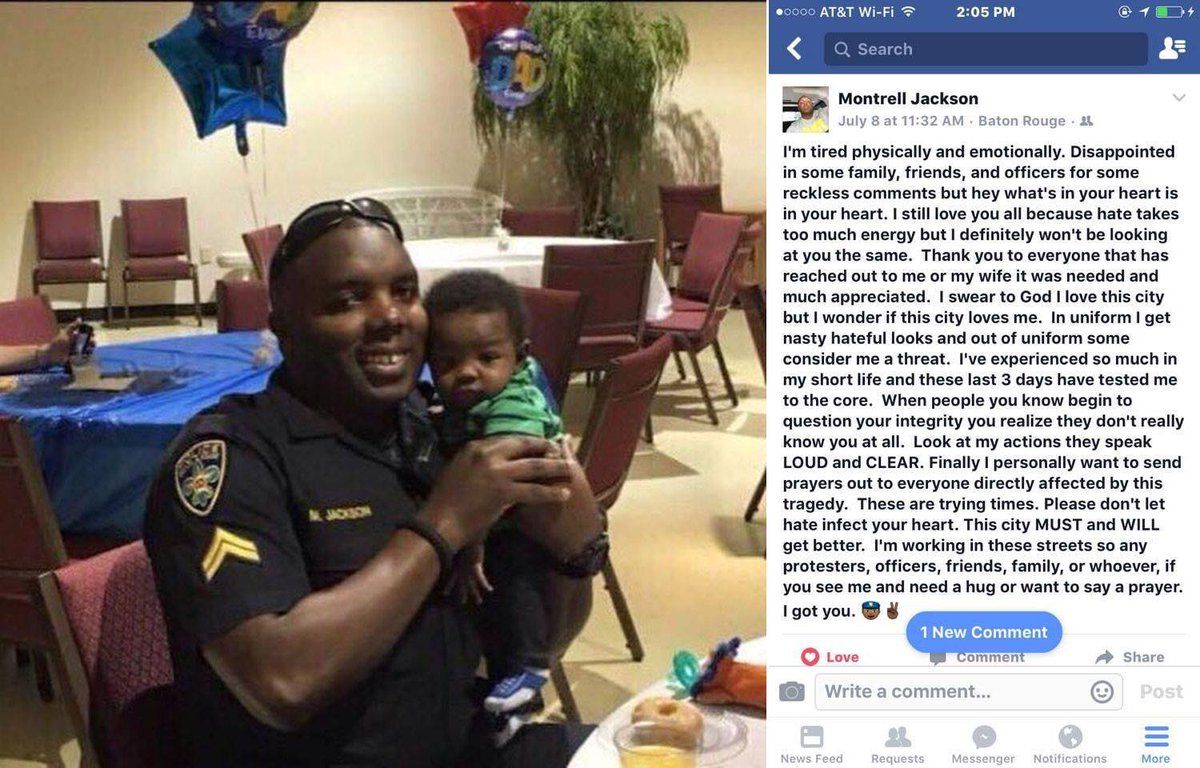 Ever
DAD
POLICE
M. JACKSON
AT&T Wi-Fi
2:05 PM
Search
Montrell Jackson
July 8 at 11:32 AM · Baton Rouge ·
I'm tired physically and emotionally. Disappointed
in some family, friends, and officers for some
reckless comments but hey what's in your heart is
in your heart. I still love you all because hate takes
too much energy but I definitely won't be looking
at you the same.  Thank you to everyone that has
reached out to me or my wife it was needed and
much appreciated.  I swear to God I love this city
but I wonder if this city loves me.  In uniform I get
nasty hateful looks and out of uniform some
consider me a threat.  I've experienced so much in
my short life and these last 3 days have tested me
to the core.  When people you know begin to
question your integrity you realize they don't really
know you at all.  Look at my actions they speak
LOUD and CLEAR. Finally I personally want to send
prayers out to everyone directly affected by this
tragedy.  These are trying times. Please don't let
hate infect your heart. This city MUST and WILL
get better.  I'm working in these streets so any
protesters, officers, friends, family, or whoever, if
you see me and need a hug or want to say a prayer.
I got you. 👮🏾✌🏾
1 New Comment
Love
Comment
Share
Write a comment...
Post
News Feed
Requests
Messenger
Notifications
More